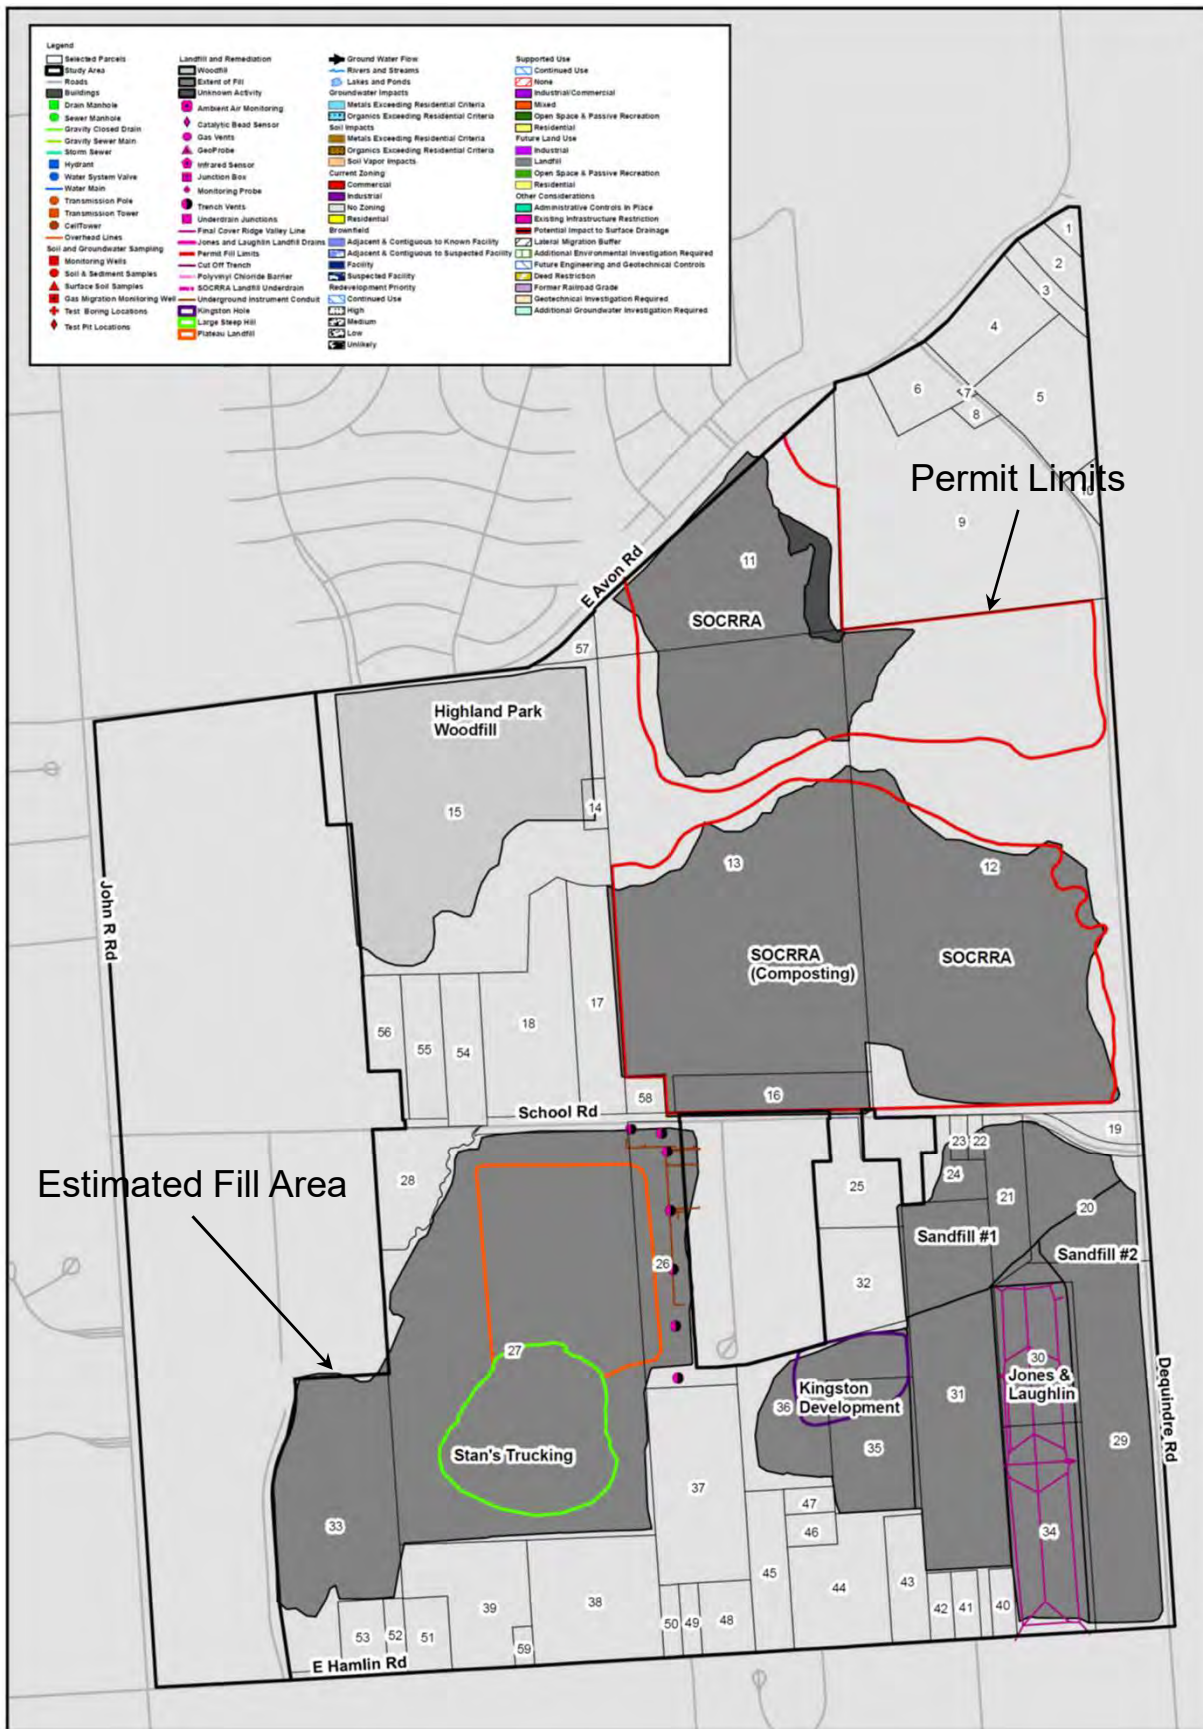 Legend
Selected Parcels
Study Area
Roads
Buildings
Drain Manhole
Sewer Manhole
Gravity Closed Drain
Gravity Sewer Main
Storm Sewer
Hydrant
Water System Valve
Water Main
Transmission Pole
Transmission Tower
CellTower
Overhead Lines
Soil and Groundwater Sampling
Monitoring Wells
Soil & Sediment Samples
Surface Soil Samples
Gas Migration Monitoring Well
Test Boring Locations
Test Pit Locations
Landfill and Remediation
Woodfill
Extent of Fill
Unknown Activity
Ambient Air Monitoring
Catalytic Bead Sensor
Gas Vents
GeoProbe
Infrared Sensor
Junction Box
Monitoring Probe
Trench Vents
Underdrain Junctions
Final Cover Ridge Valley Line
Jones and Laughlin Landfill Drains
Permit Fill Limits
Cut Off Trench
Polyvinyl Chloride Barrier
SOCRRA Landfill Underdrain
Underground Instrument Conduit
Kingston Hole
Large Steep Hill
Plateau Landfill
Ground Water Flow
Rivers and Streams
Lakes and Ponds
Groundwater Impacts
Metals Exceeding Residential Criteria
Organics Exceeding Residential Criteria
Soil Impacts
Metals Exceeding Residential Criteria
Organics Exceeding Residential Criteria
Soil Vapor Impacts
Current Zoning
Commercial
Industrial
No Zoning
Residential
Brownfield
Adjacent & Contiguous to Known Facility
Adjacent & Contiguous to Suspected Facility
Facility
Suspected Facility
Redevelopment Priority
Continued Use
High
Medium
Low
Unlikely
Supported Use
Continued Use
None
Industrial/Commercial
Mixed
Open Space & Passive Recreation
Residential
Future Land Use
Industrial
Landfill
Open Space & Passive Recreation
Residential
Other Considerations
Administrative Controls In Place
Existing Infrastructure Restriction
Potential Impact to Surface Drainage
Lateral Migration Buffer
Additional Environmental Investigation Required
Future Engineering and Geotechnical Controls
Deed Restriction
Former Railroad Grade
Geotechnical Investigation Required
Additional Groundwater Investigation Required
1
2
3
4
5
6
7
8
Permit Limits
10
9
11
E Avon Rd
SOCRRA
57
Highland Park
Woodfill
14
15
13
12
John R Rd
SOCRRA
(Composting)
SOCRRA
17
18
56
55
54
58
16
School Rd
19
23
22
24
28
25
21
20
Estimated Fill Area
Sandfill #1
Sandfill #2
26
32
27
30
Jones &
Laughlin
Dequindre Rd
Kingston
Development
36
31
35
29
Stan's Trucking
37
47
46
33
34
45
44
43
42
41
40
39
38
50
49
48
53
52
51
59
E Hamlin Rd